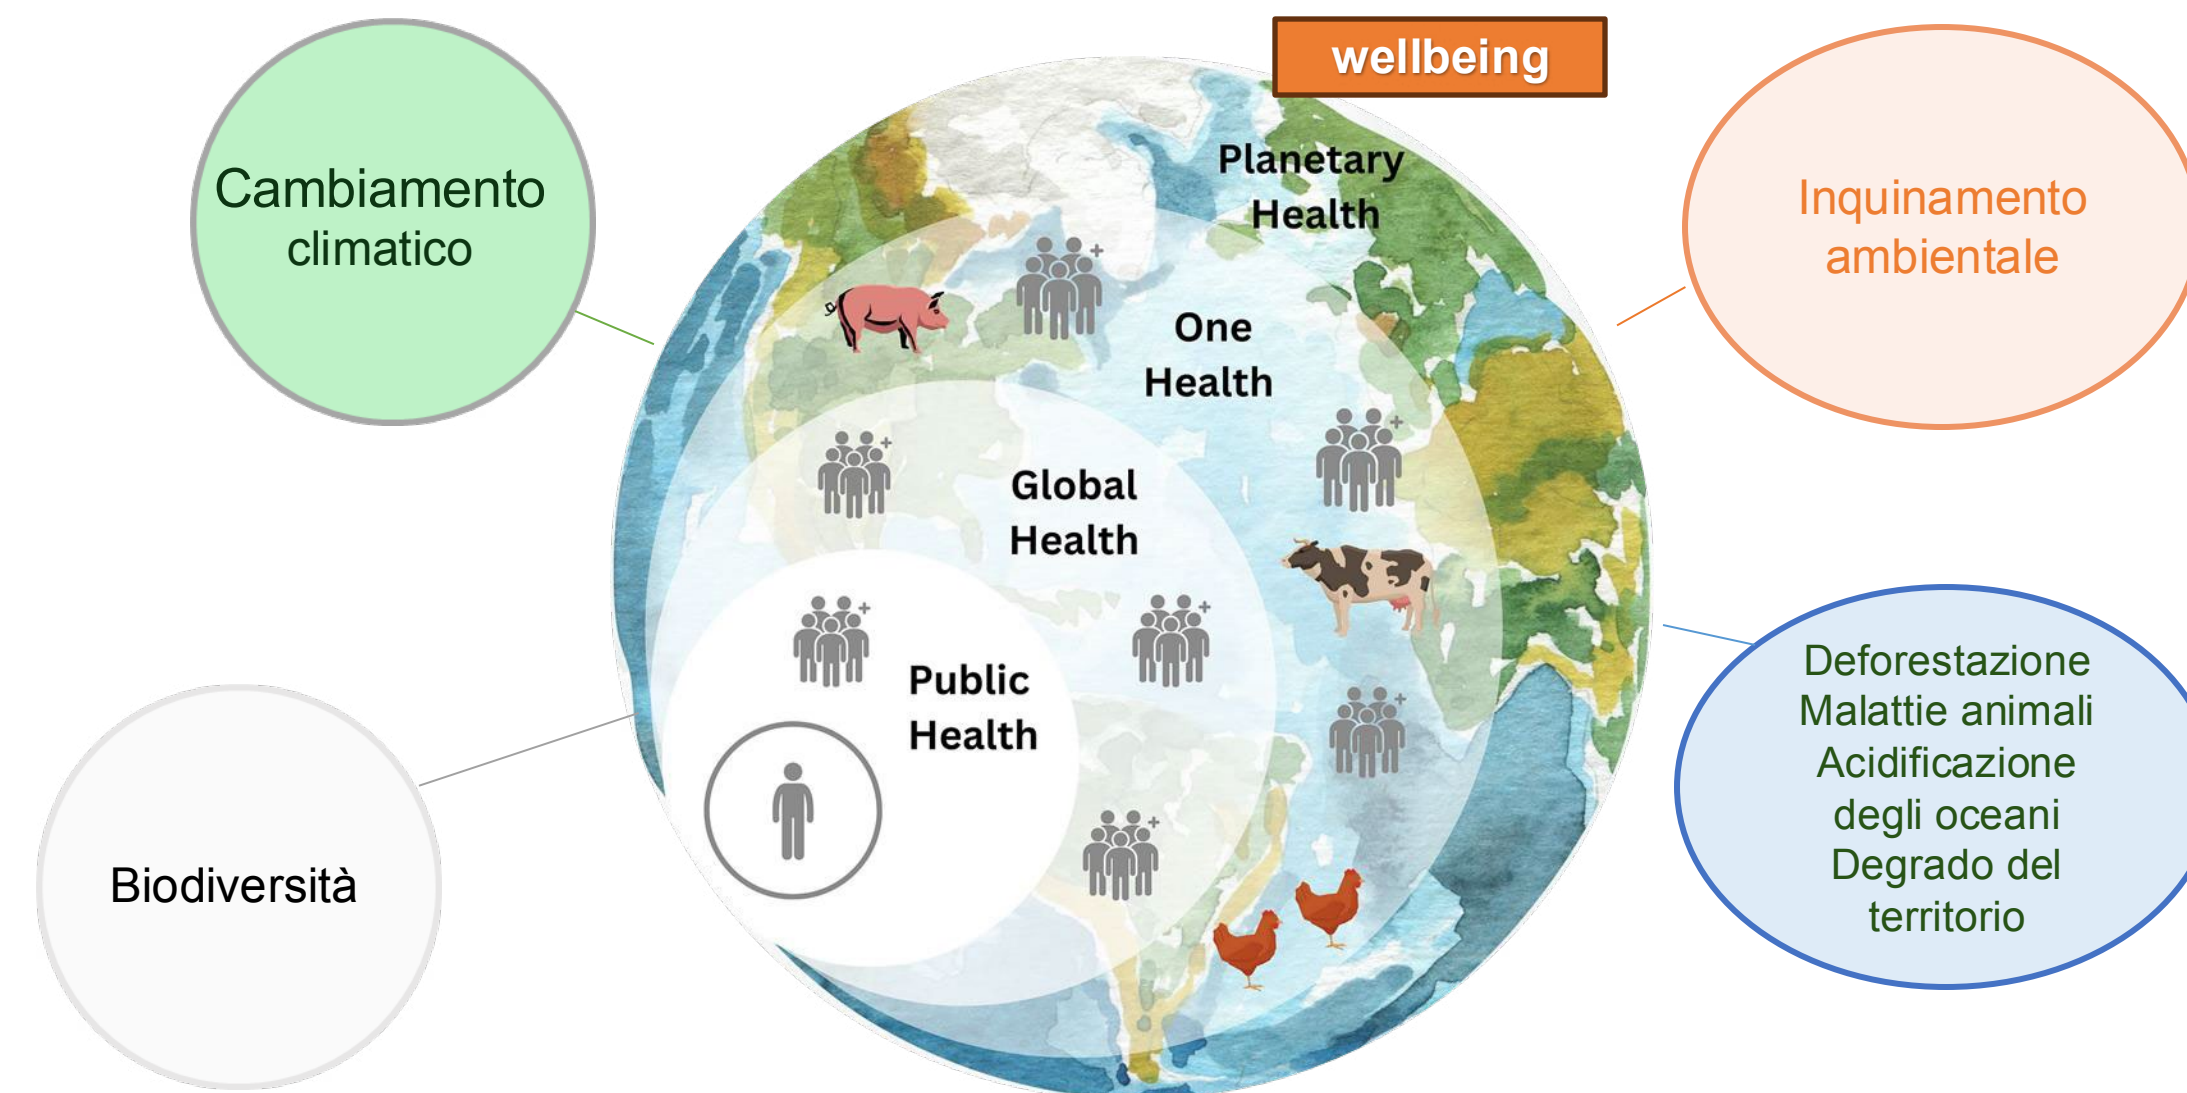 wellbeing
Cambiamento
climatico
Planetary
Health
One
Health
Global
Health
Public
Health
Inquinamento
ambientale
Biodiversità
Deforestazione
Malattie animali
Acidificazione
degli oceani
Degrado del
territorio